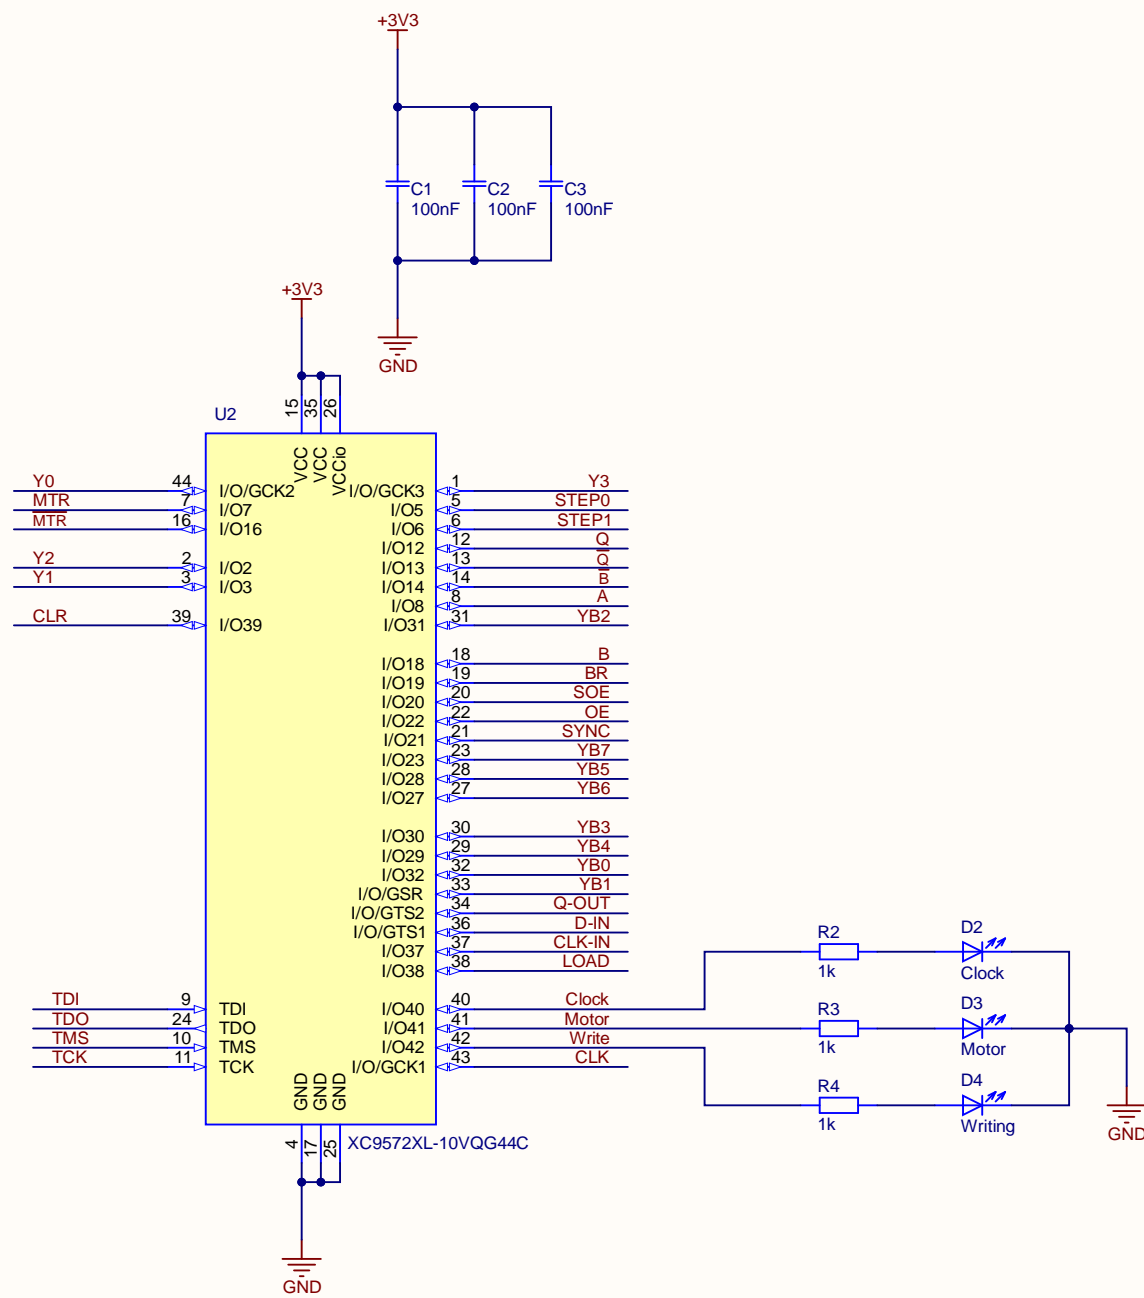 +3V3
C1
100nF
C2
100nF
C3
100nF
GND
+3V3
U2
15 35 26
VCC VCC VCCio
Y0 44 I/O/GCK2
MTR 7 I/O7
M̅T̅R̅ 16 I/O16
Y2 2 I/O2
Y1 3 I/O3
CLR 39 I/O39
TDI 9 TDI
TDO 24 TDO
TMS 10 TMS
TCK 11 TCK
I/O/GCK3 1 Y3
I/O5 5 STEP0
I/O6 6 STEP1
I/O12 12 Q
I/O13 13 Q̅
I/O14 14 B̅
I/O8 8 A
I/O31 31 YB2
I/O18 18 B
I/O19 19 BR
I/O20 20 SOE
I/O22 22 OE
I/O21 21 SYNC
I/O23 23 YB7
I/O28 28 YB5
I/O27 27 YB6
I/O30 30 YB3
I/O29 29 YB4
I/O32 32 YB0
I/O/GSR 33 YB1
I/O/GTS2 34 Q-OUT
I/O/GTS1 36 D-IN
I/O37 37 CLK-IN
I/O38 38 LOAD
I/O40 40 Clock
I/O41 41 Motor
I/O42 42 Write
I/O/GCK1 43 CLK
GND GND GND
4 17 25
XC9572XL-10VQG44C
GND
R2
1k
D2
Clock
R3
1k
D3
Motor
R4
1k
D4
Writing
GND